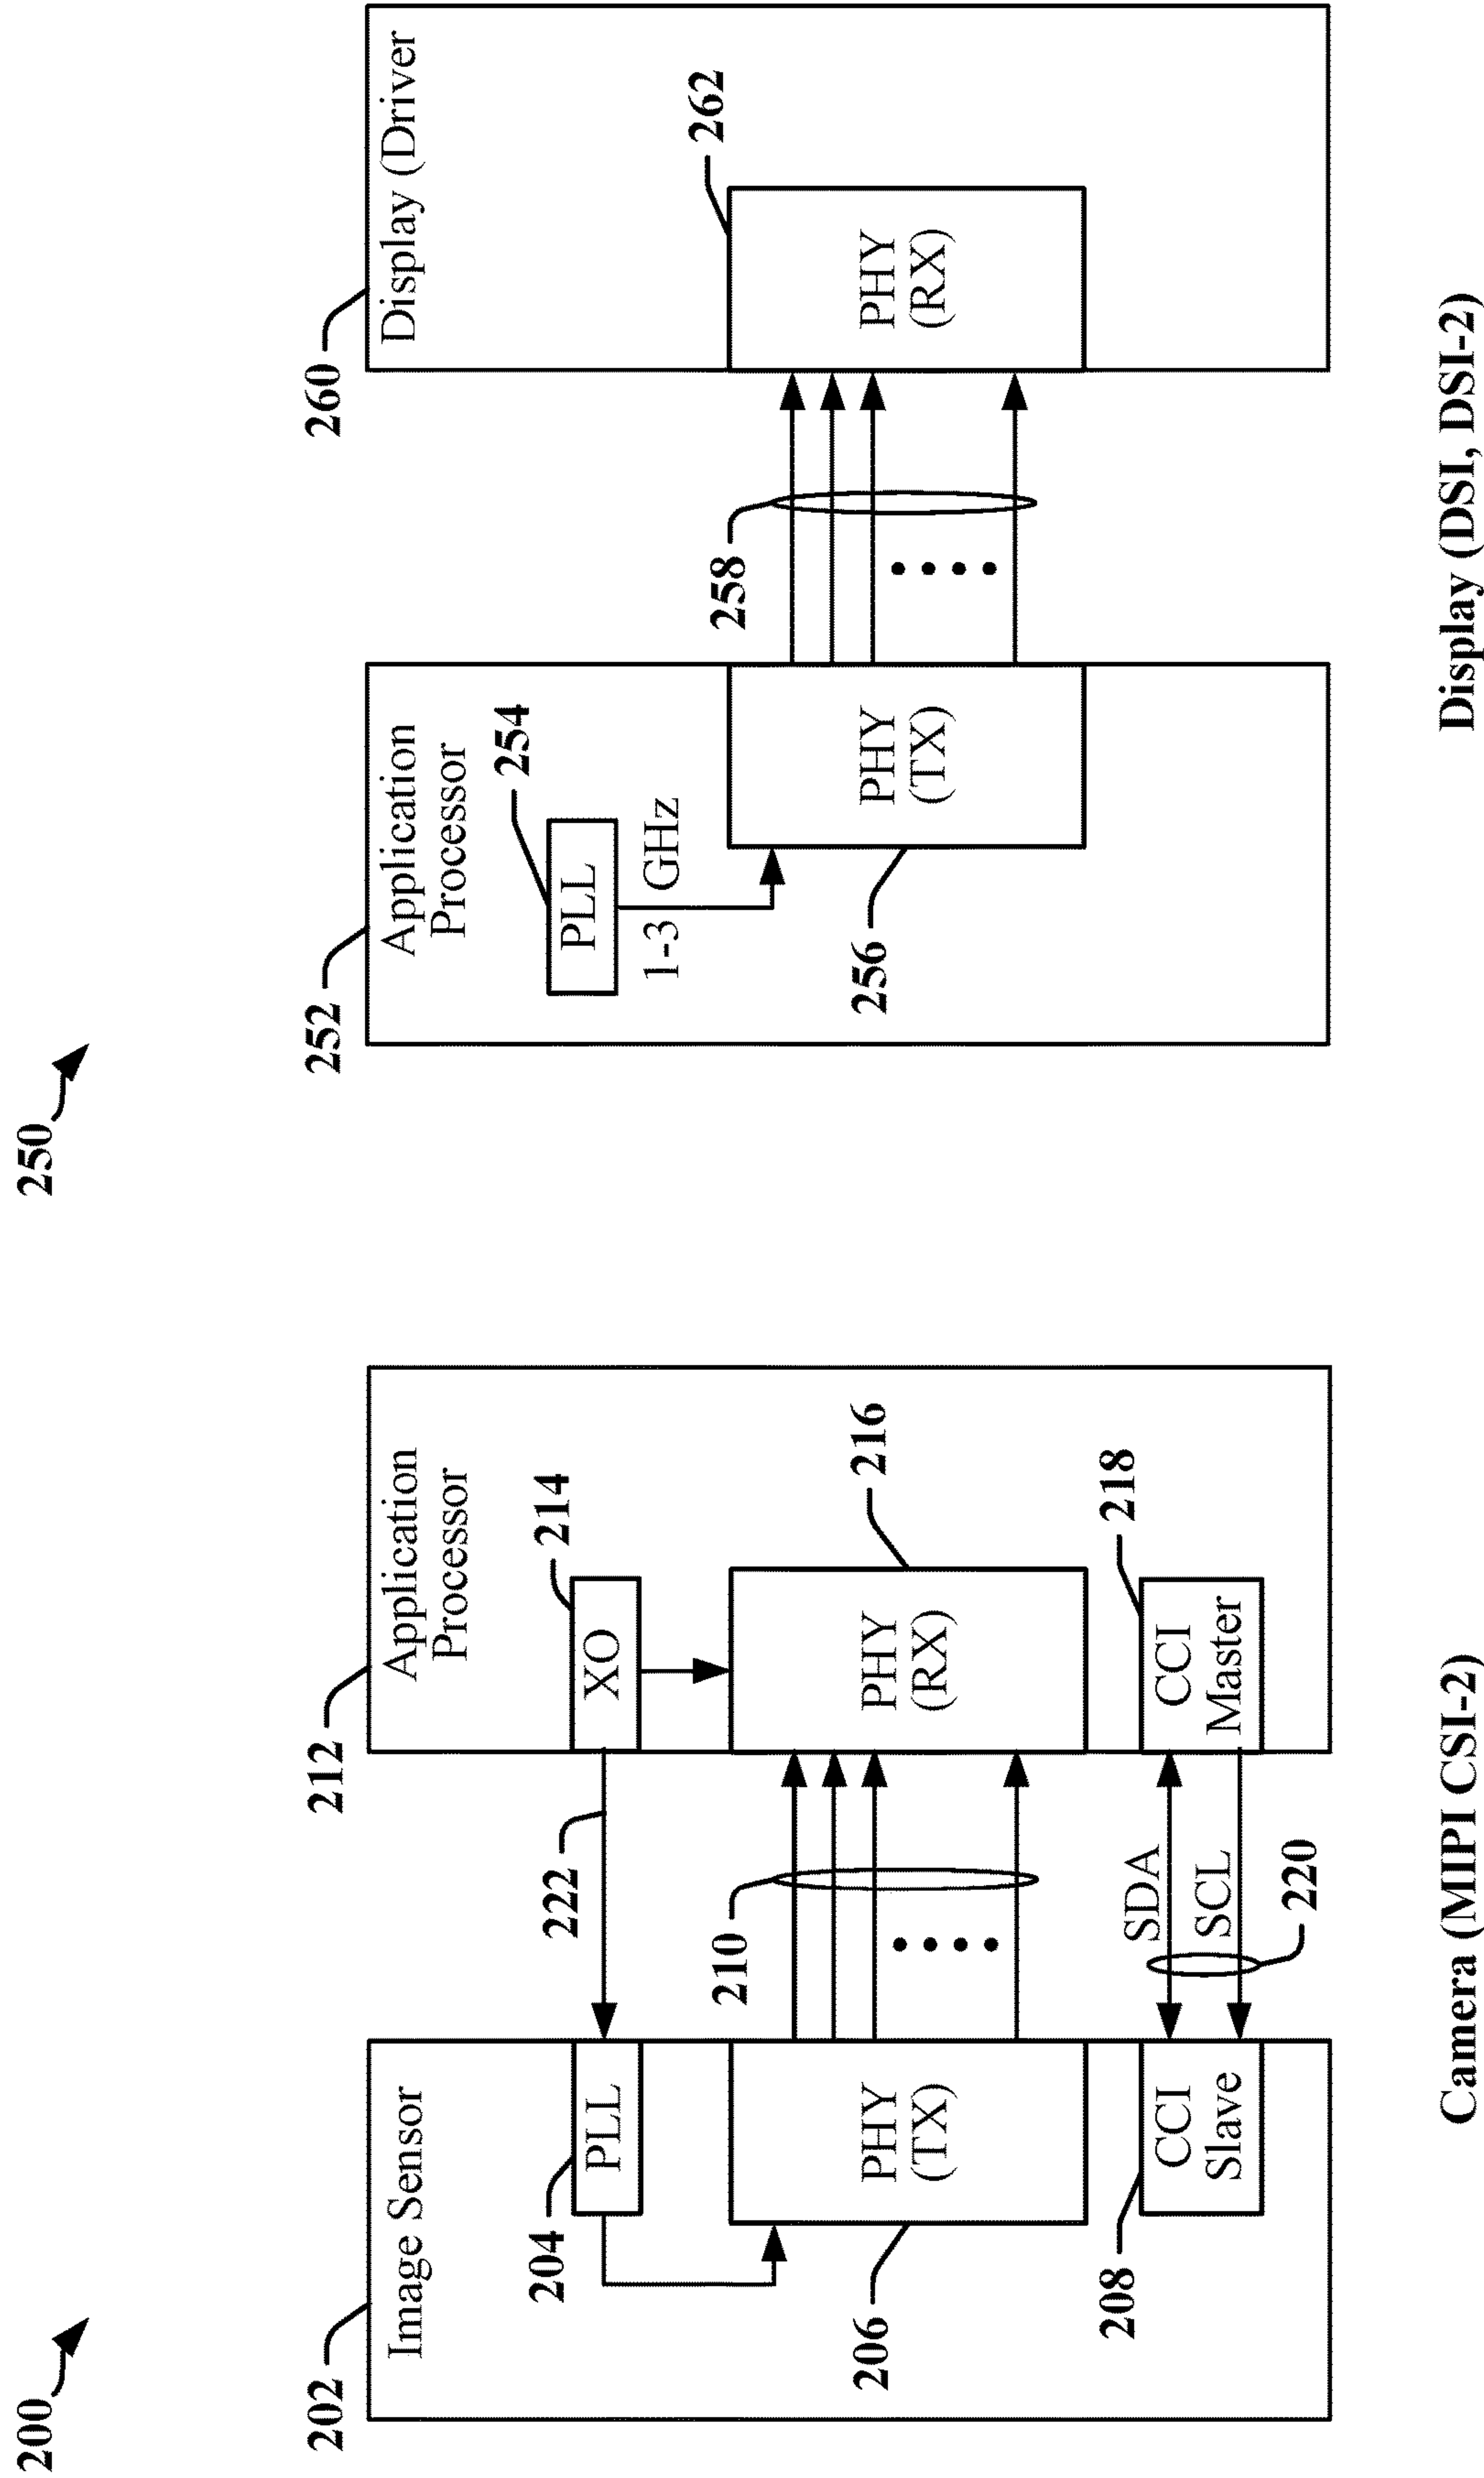 200
202
Image Sensor
204
PLL
206
PHY
(TX)
208
CCI
Slave
222
210
SDA
SCL
220
212
Application
Processor
214
XO
216
PHY
(RX)
218
CCI
Master
Camera (MIPI CSI-2)
250
252
Application
Processor
254
PLL
1-3 GHz
256
PHY
(TX)
258
260
Display (Driver
262
PHY
(RX)
Display (DSI, DSI-2)